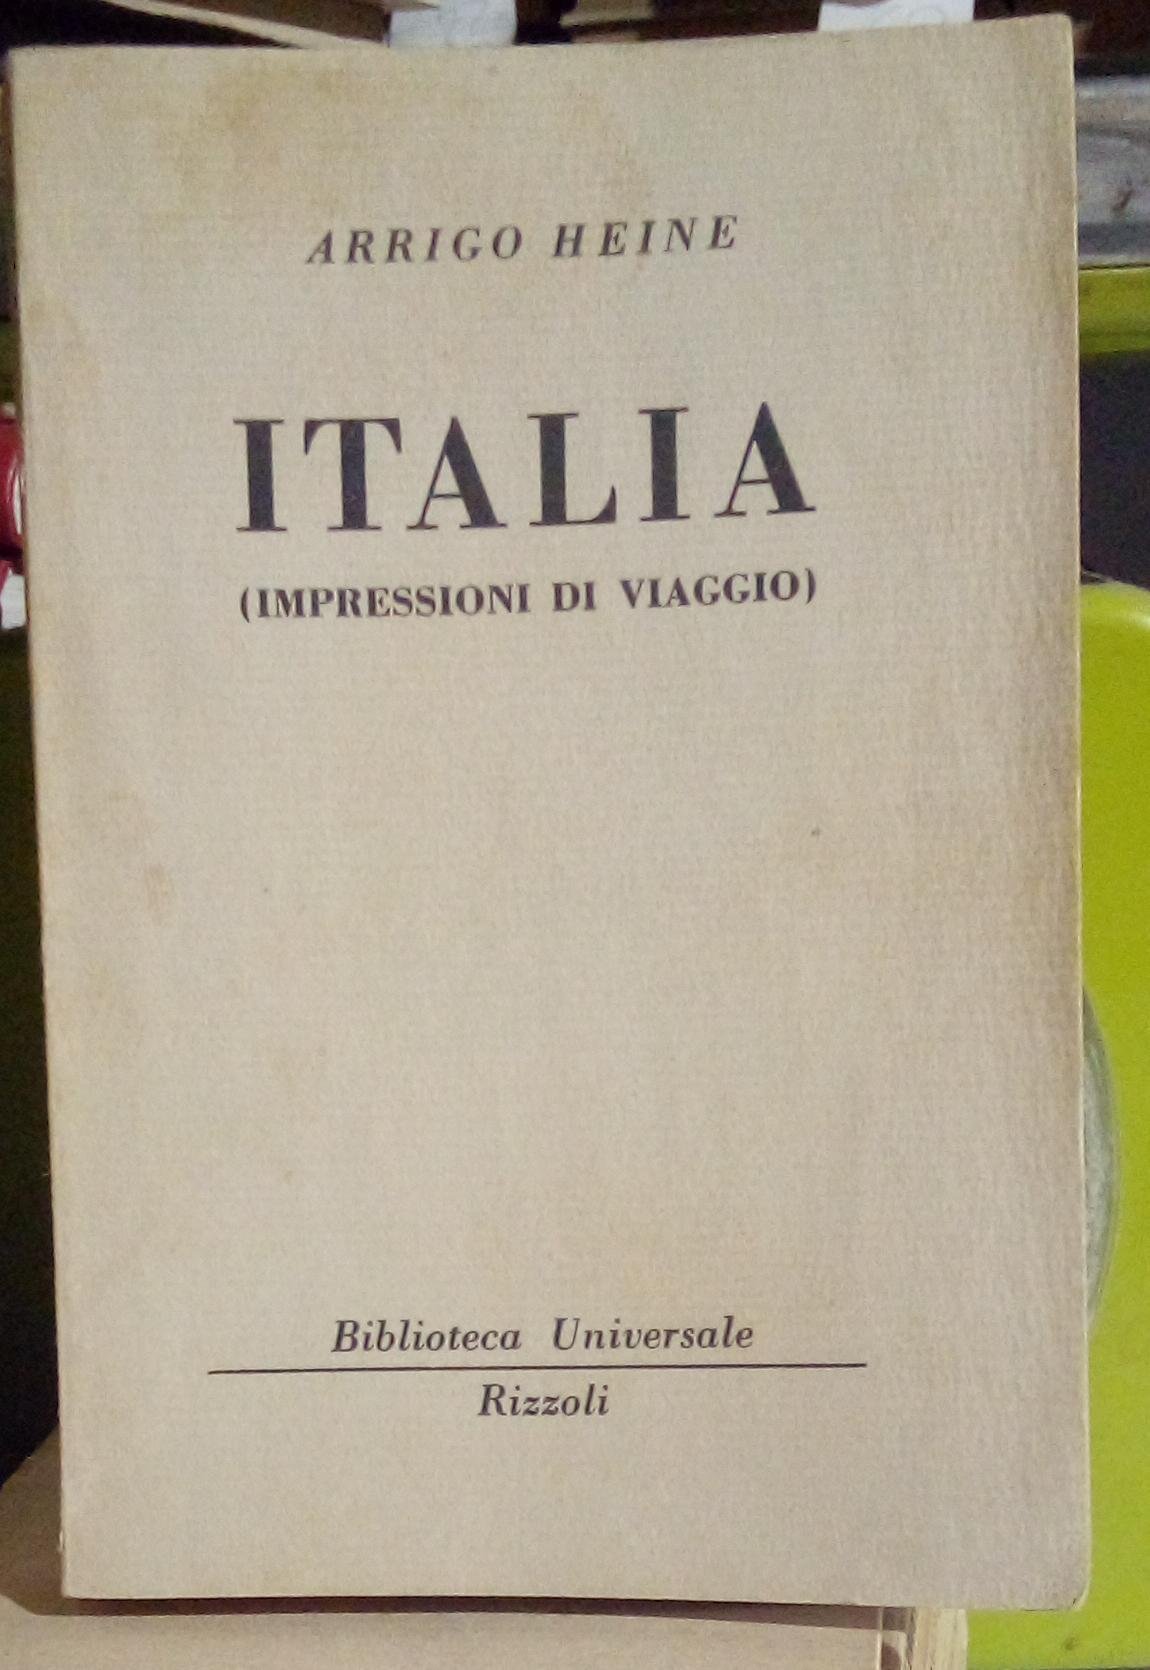 ARRIGO HEINE
ITALIA
(IMPRESSIONI DI VIAGGIO)
Biblioteca Universale
Rizzoli